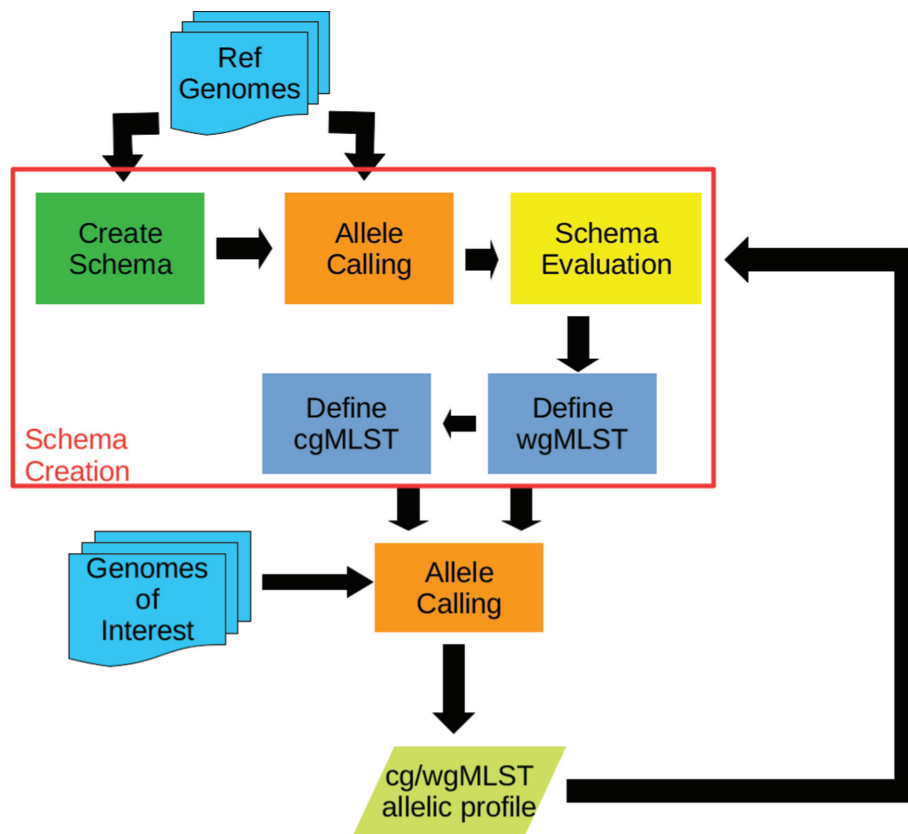 Ref
Genomes
Create
Schema
Allele
Calling
Schema
Evaluation
Define
cgMLST
Define
wgMLST
Schema
Creation
Genomes
of
Interest
Allele
Calling
cg/wgMLST
allelic profile